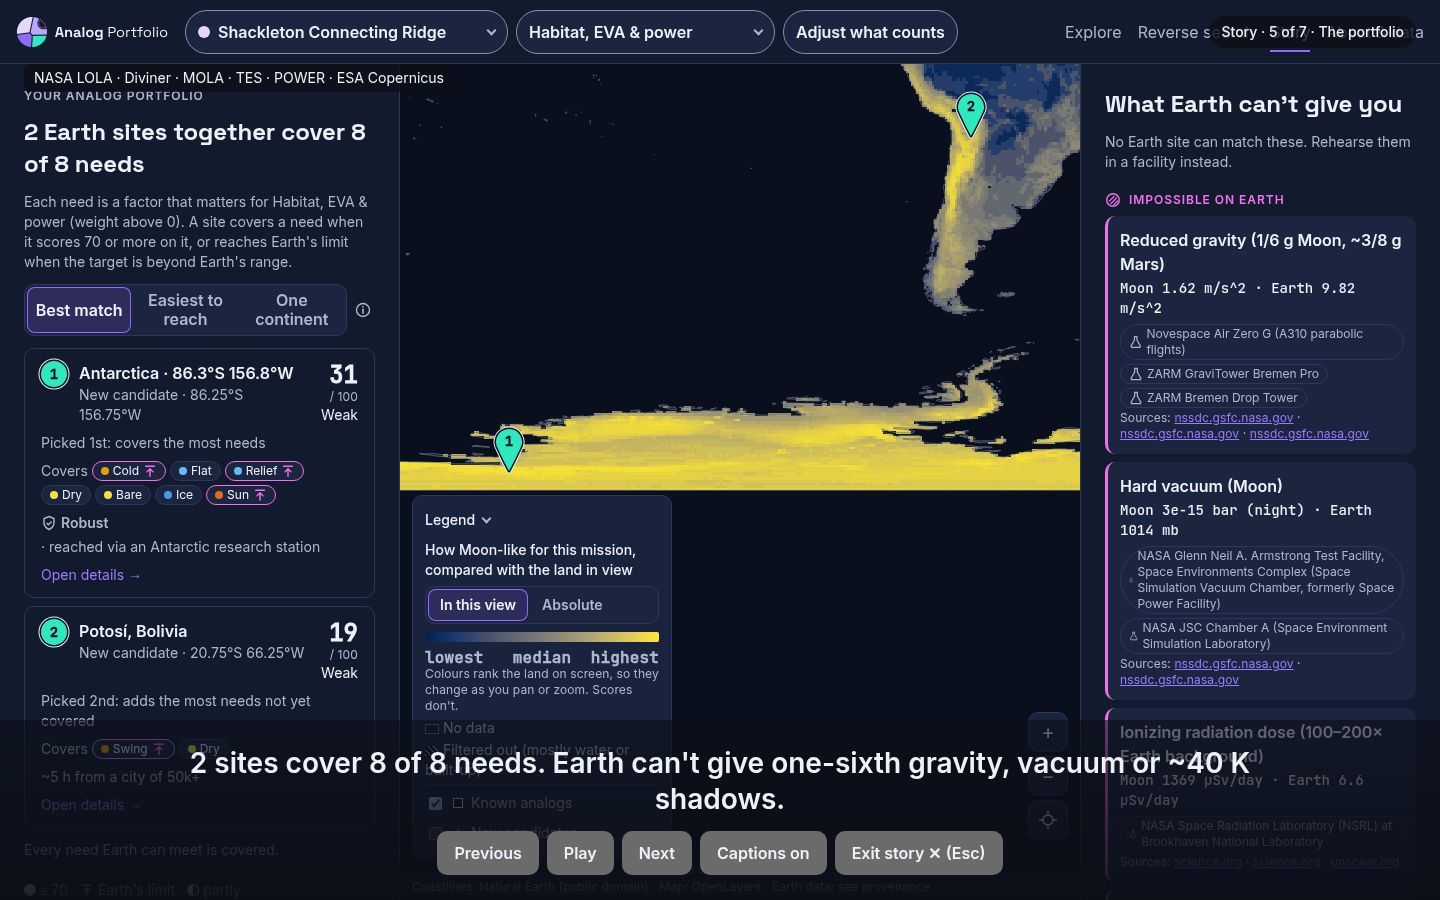 Analog Portfolio
Shackleton Connecting Ridge
Habitat, EVA & power
Adjust what counts
Explore
Reverse s
Story · 5 of 7 · The portfolio
a
NASA LOLA · Diviner · MOLA · TES · POWER · ESA Copernicus
YOUR ANALOG PORTFOLIO
2 Earth sites together cover 8
of 8 needs
Each need is a factor that matters for Habitat, EVA &
power (weight above 0). A site covers a need when
it scores 70 or more on it, or reaches Earth's limit
when the target is beyond Earth's range.
Best match
Easiest to
reach
One
continent
1
Antarctica · 86.3°S 156.8°W
31
New candidate · 86.25°S
156.75°W
/ 100
Weak
Picked 1st: covers the most needs
Covers Cold Flat Relief
Dry Bare Ice Sun
Robust
· reached via an Antarctic research station
Open details →
2
Potosí, Bolivia
19
New candidate · 20.75°S 66.25°W
/ 100
Weak
Picked 2nd: adds the most needs not yet
covered
Covers Swing Dry
~5 h from a city of 50k+
Open details →
Every need Earth can meet is covered.
≥ 70 · Earth's limit · partly
2
1
Legend
How Moon-like for this mission,
compared with the land in view
In this view
Absolute
lowest median highest
Colours rank the land on screen, so they
change as you pan or zoom. Scores
don't.
No data
Filtered out (mostly water or
Known analogs
+
−
Coastlines: Natural Earth (public domain) · Map: OpenLayers · Earth data: see provenance
What Earth can't give you
No Earth site can match these. Rehearse them
in a facility instead.
IMPOSSIBLE ON EARTH
Reduced gravity (1/6 g Moon, ~3/8 g
Mars)
Moon 1.62 m/s^2 · Earth 9.82
m/s^2
Novespace Air Zero G (A310 parabolic
flights)
ZARM GraviTower Bremen Pro
ZARM Bremen Drop Tower
Sources: nssdc.gsfc.nasa.gov ·
nssdc.gsfc.nasa.gov · nssdc.gsfc.nasa.gov
Hard vacuum (Moon)
Moon 3e-15 bar (night) · Earth
1014 mb
NASA Glenn Neil A. Armstrong Test Facility,
Space Environments Complex (Space
Simulation Vacuum Chamber, formerly Space
Power Facility)
NASA JSC Chamber A (Space Environment
Simulation Laboratory)
Sources: nssdc.gsfc.nasa.gov ·
nssdc.gsfc.nasa.gov
Ionizing radiation dose (100–200×
Earth background)
Moon 1369 µSv/day · Earth 6.6
µSv/day
NASA Space Radiation Laboratory (NSRL) at
Brookhaven National Laboratory
Sources: science.org · science.org · unscear.org
2 sites cover 8 of 8 needs. Earth can't give one-sixth gravity, vacuum or ~40 K
shadows.
Previous
Play
Next
Captions on
Exit story ✕ (Esc)